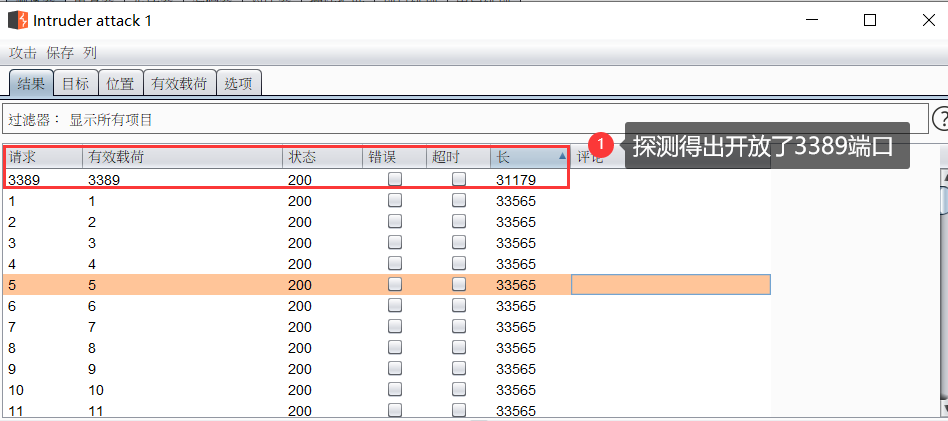 Intruder attack 1
攻击 保存 列
结果 目标 位置 有效载荷 选项
过滤器： 显示所有项目 ?
请求 有效载荷 状态 错误 超时 长 评论
1 探测得出开放了3389端口
3389 3389 200 31179
1 1 200 33565
2 2 200 33565
3 3 200 33565
4 4 200 33565
5 5 200 33565
6 6 200 33565
7 7 200 33565
8 8 200 33565
9 9 200 33565
10 10 200 33565
11 11 200 33565